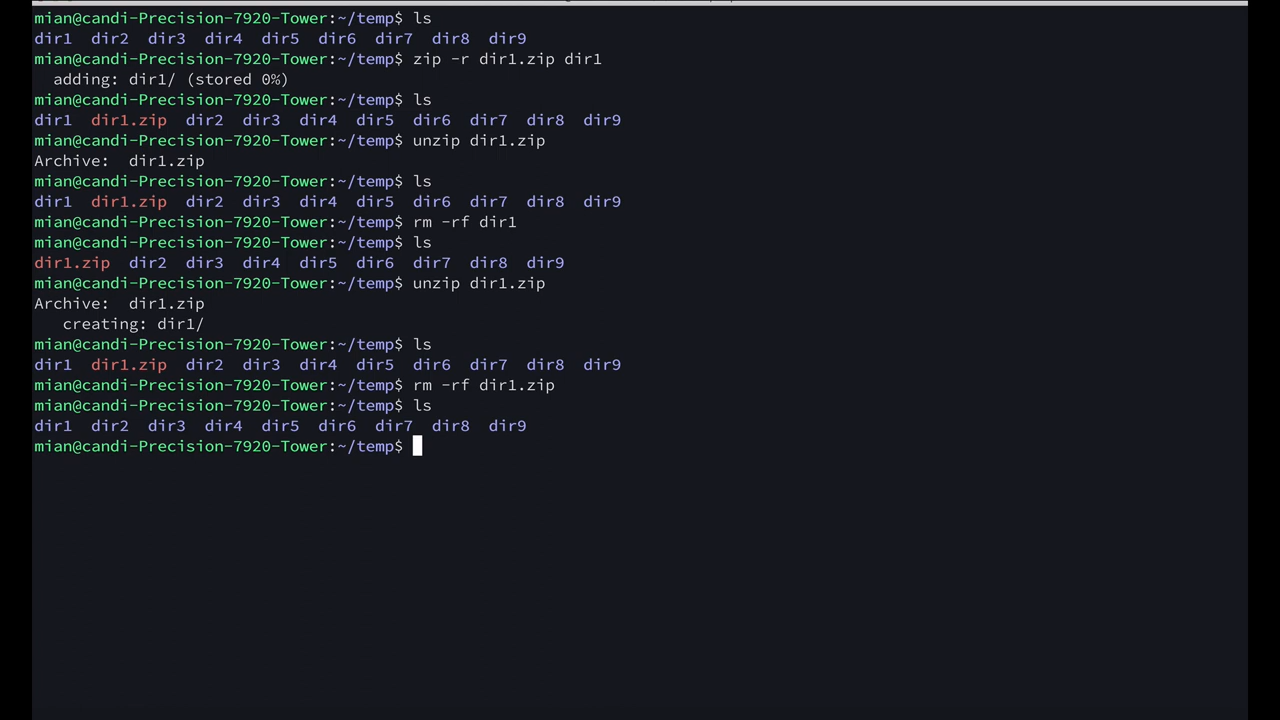 mian@candi-Precision-7920-Tower:~/temp$ ls
dir1  dir2  dir3  dir4  dir5  dir6  dir7  dir8  dir9
mian@candi-Precision-7920-Tower:~/temp$ zip -r dir1.zip dir1
  adding: dir1/ (stored 0%)
mian@candi-Precision-7920-Tower:~/temp$ ls
dir1  dir1.zip  dir2  dir3  dir4  dir5  dir6  dir7  dir8  dir9
mian@candi-Precision-7920-Tower:~/temp$ unzip dir1.zip
Archive:  dir1.zip
mian@candi-Precision-7920-Tower:~/temp$ ls
dir1  dir1.zip  dir2  dir3  dir4  dir5  dir6  dir7  dir8  dir9
mian@candi-Precision-7920-Tower:~/temp$ rm -rf dir1
mian@candi-Precision-7920-Tower:~/temp$ ls
dir1.zip  dir2  dir3  dir4  dir5  dir6  dir7  dir8  dir9
mian@candi-Precision-7920-Tower:~/temp$ unzip dir1.zip
Archive:  dir1.zip
   creating: dir1/
mian@candi-Precision-7920-Tower:~/temp$ ls
dir1  dir1.zip  dir2  dir3  dir4  dir5  dir6  dir7  dir8  dir9
mian@candi-Precision-7920-Tower:~/temp$ rm -rf dir1.zip
mian@candi-Precision-7920-Tower:~/temp$ ls
dir1  dir2  dir3  dir4  dir5  dir6  dir7  dir8  dir9
mian@candi-Precision-7920-Tower:~/temp$